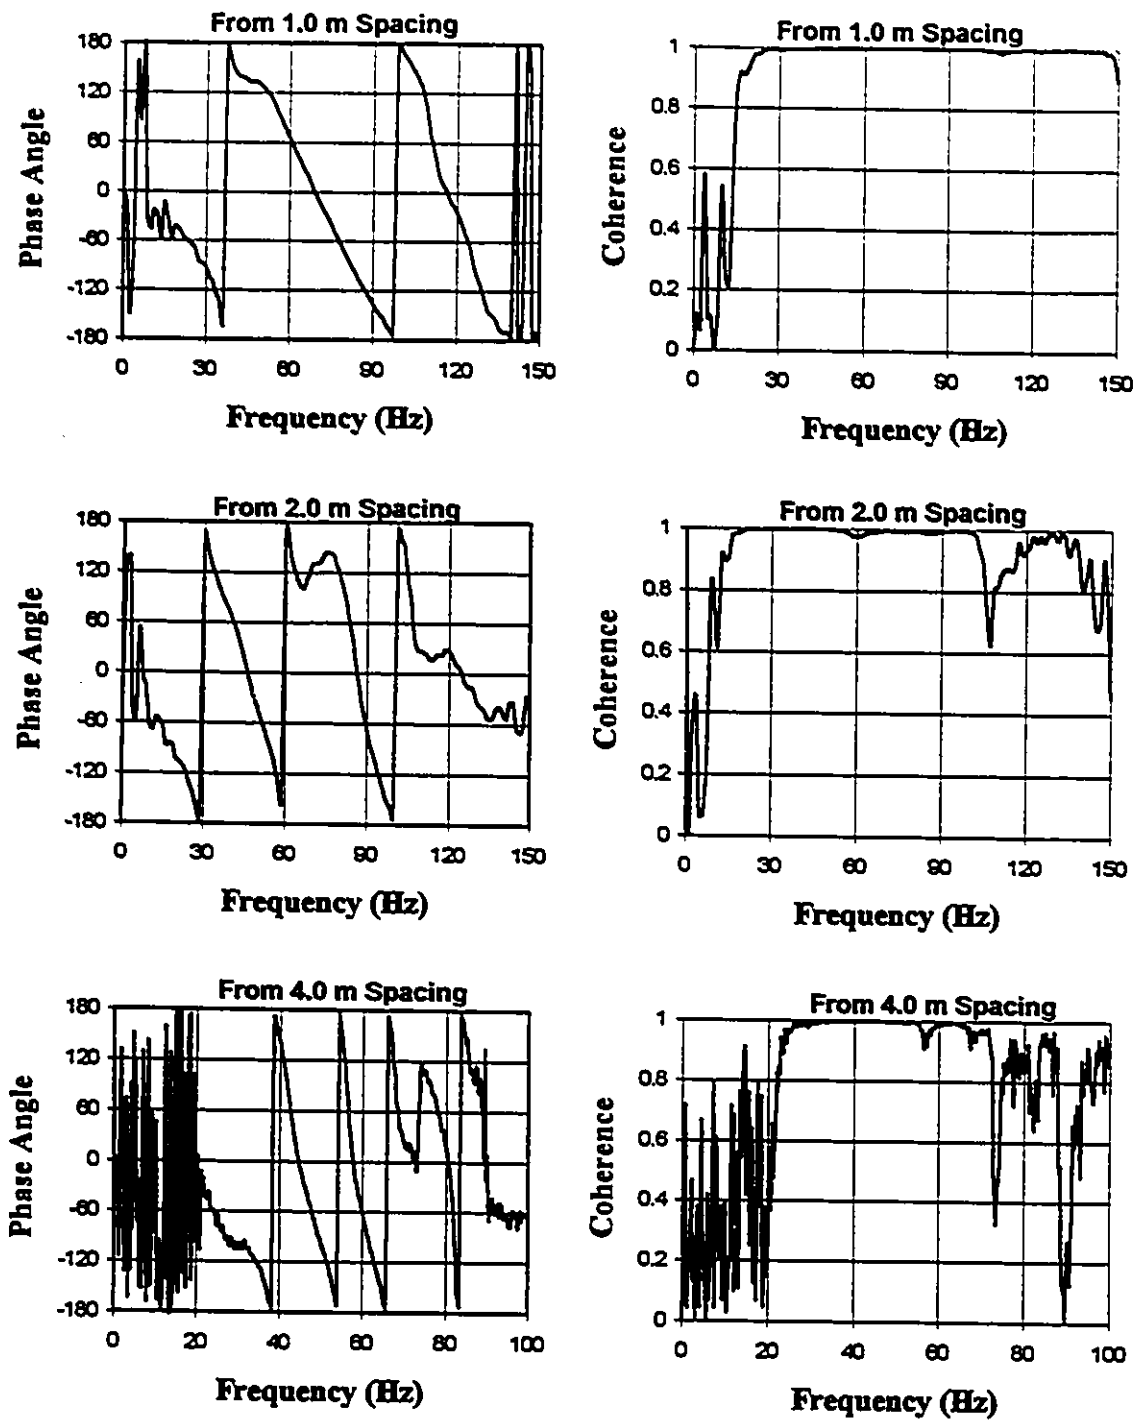 From 1.0 m Spacing
180
120
60
0
-60
-120
-180
Phase Angle
0 30 60 90 120 150
Frequency (Hz)
From 1.0 m Spacing
1
0.8
0.6
0.4
0.2
0
Coherence
0 30 60 90 120 150
Frequency (Hz)
From 2.0 m Spacing
180
120
60
0
-60
-120
-180
Phase Angle
0 30 60 90 120 150
Frequency (Hz)
From 2.0 m Spacing
1
0.8
0.6
0.4
0.2
0
Coherence
0 30 60 90 120 150
Frequency (Hz)
From 4.0 m Spacing
180
120
60
0
-60
-120
-180
Phase Angle
0 20 40 60 80 100
Frequency (Hz)
From 4.0 m Spacing
1
0.8
0.6
0.4
0.2
0
Coherence
0 20 40 60 80 100
Frequency (Hz)